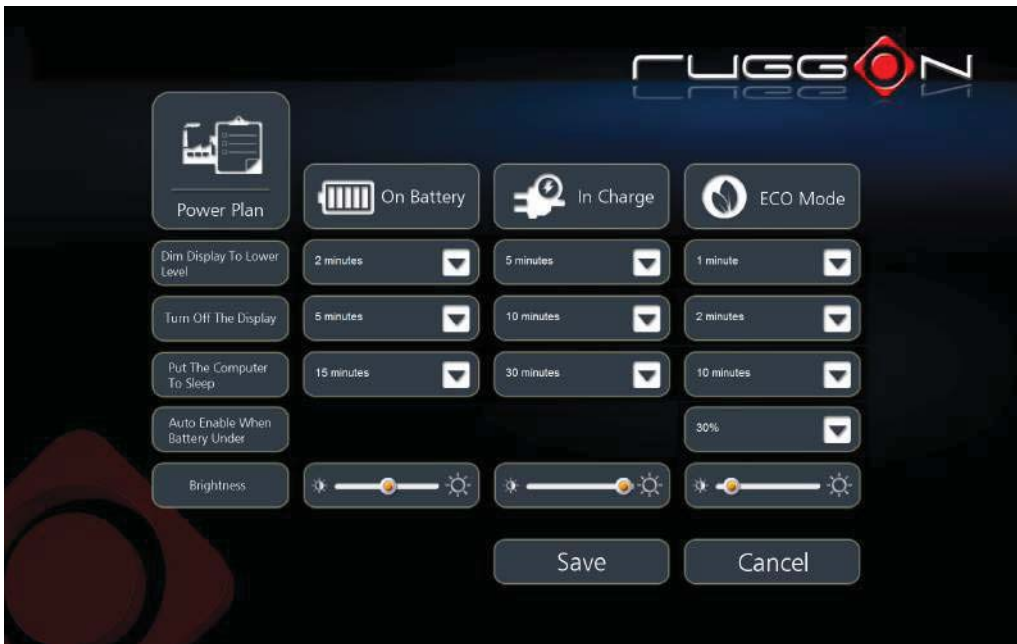 RUGGON
Power Plan
On Battery
In Charge
ECO Mode
Dim Display To Lower
Level
2 minutes
5 minutes
1 minute
Turn Off The Display
5 minutes
10 minutes
2 minutes
Put The Computer
To Sleep
15 minutes
30 minutes
10 minutes
Auto Enable When
Battery Under
30%
Brightness
Save
Cancel